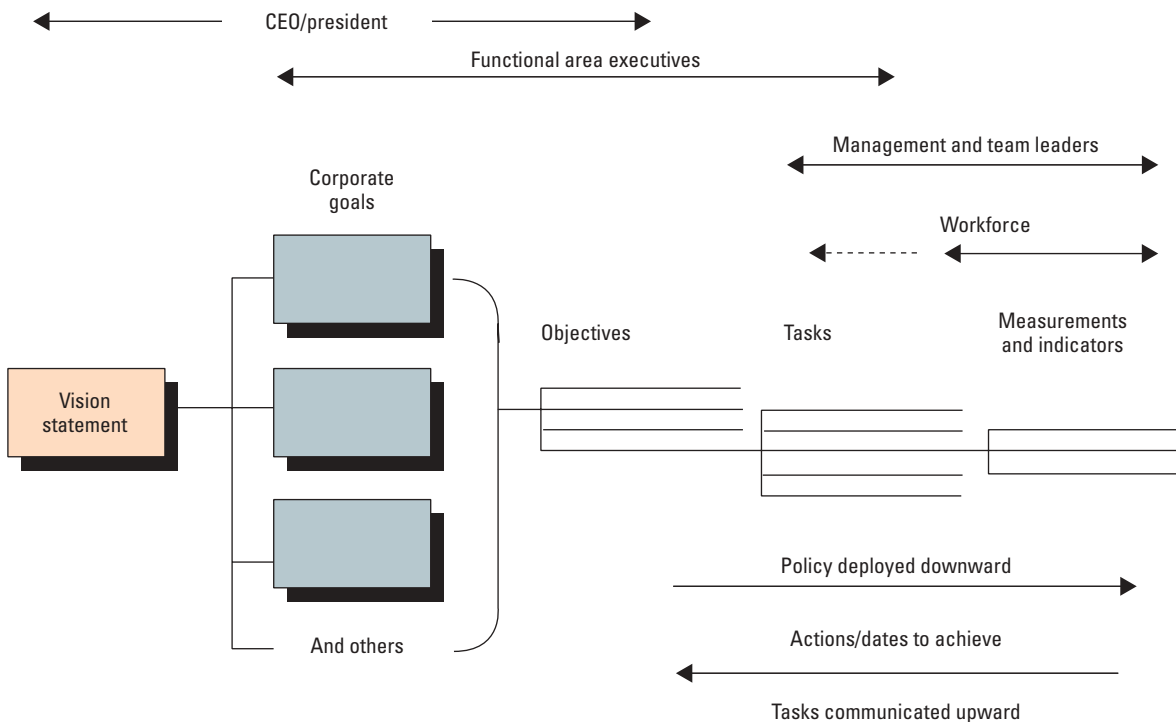 CEO/president
Functional area executives
Management and team leaders
Corporate
goals
Workforce
Objectives
Tasks
Measurements
and indicators
Vision
statement
Policy deployed downward
And others
Actions/dates to achieve
Tasks communicated upward